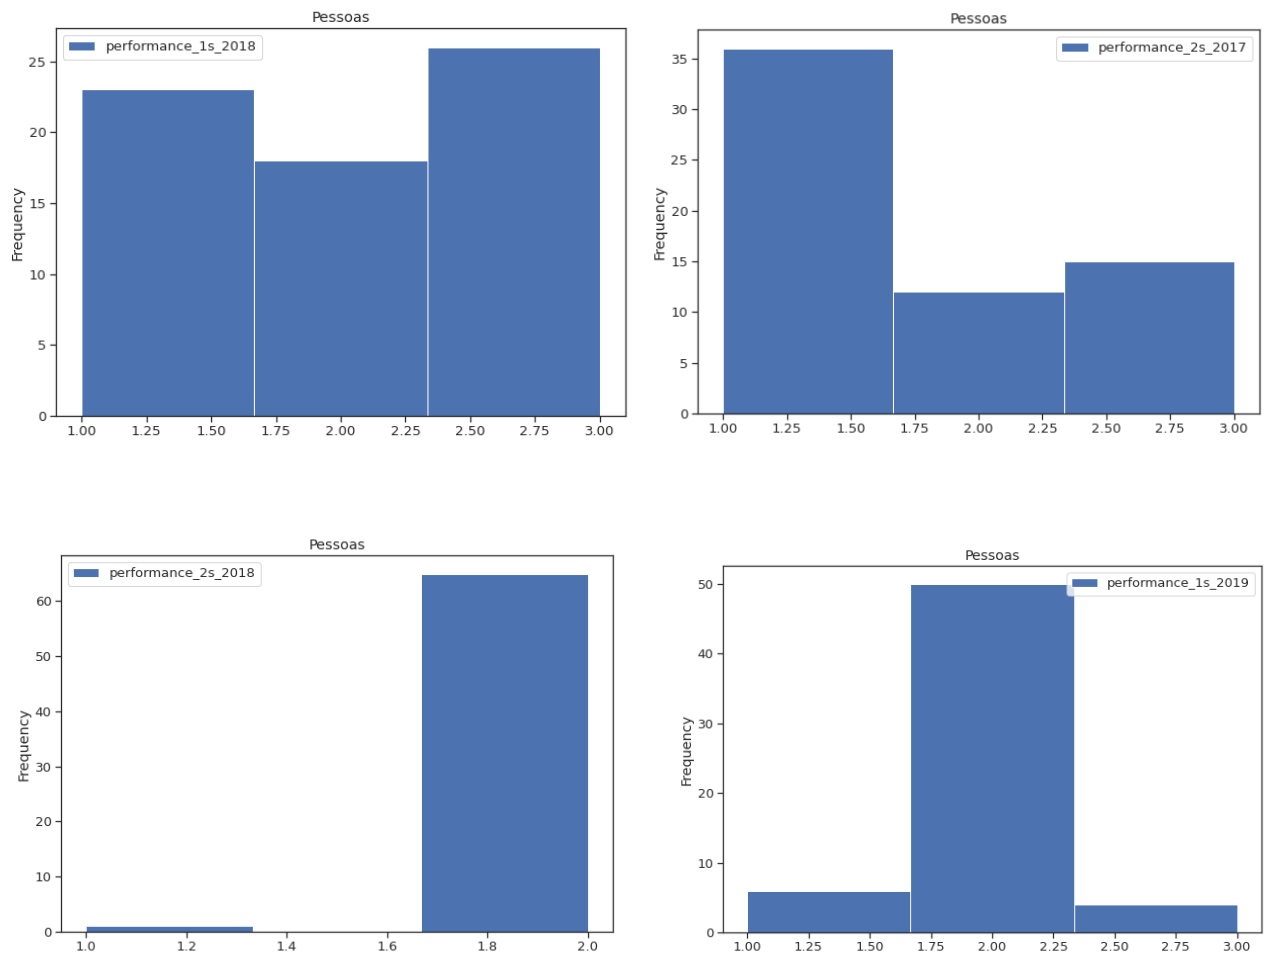 Pessoas
performance_1s_2018
Frequency
25
20
15
10
5
0
1.00 1.25 1.50 1.75 2.00 2.25 2.50 2.75 3.00
Pessoas
performance_2s_2017
Frequency
35
30
25
20
15
10
5
0
1.00 1.25 1.50 1.75 2.00 2.25 2.50 2.75 3.00
Pessoas
performance_2s_2018
Frequency
60
50
40
30
20
10
0
1.0 1.2 1.4 1.6 1.8 2.0
Pessoas
performance_1s_2019
Frequency
50
40
30
20
10
0
1.00 1.25 1.50 1.75 2.00 2.25 2.50 2.75 3.00